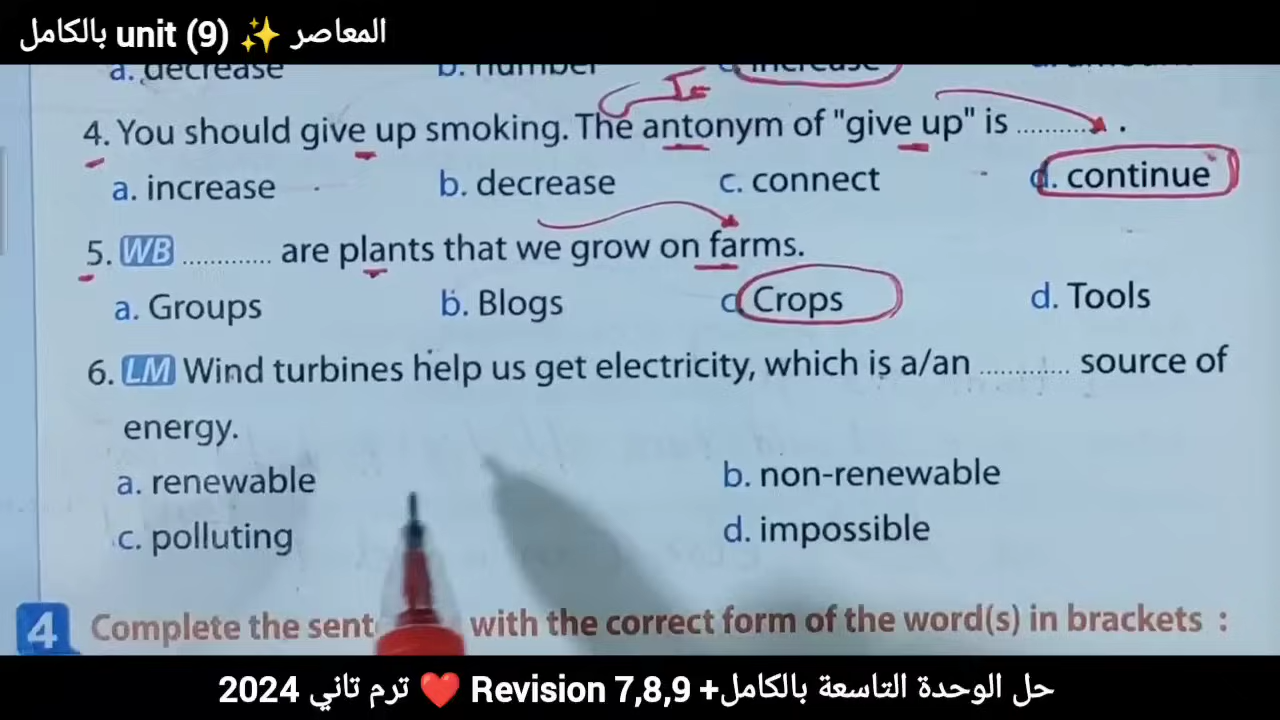 المعاصر ✨ unit (9) بالكامل
a. decrease b. number c. increase d. amount
4. You should give up smoking. The antonym of "give up" is ............ .
a. increase b. decrease c. connect d. continue
5. WB ............ are plants that we grow on farms.
a. Groups b. Blogs c. Crops d. Tools
6. LM Wind turbines help us get electricity, which is a/an ............ source of
energy.
a. renewable b. non-renewable
c. polluting d. impossible
4 Complete the sent with the correct form of the word(s) in brackets :
حل الوحدة التاسعة بالكامل+ Revision 7,8,9 ❤️ ترم تاني 2024